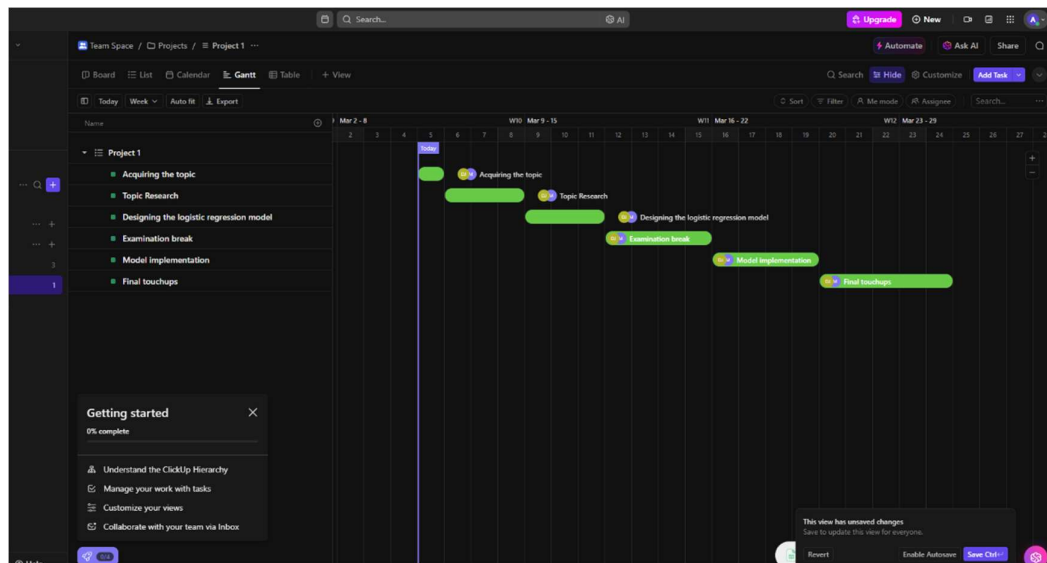 Search...
AI
Upgrade
New
A
Team Space / Projects / Project 1 ...
Automate
Ask AI
Share
Board
List
Calendar
Gantt
Table
+ View
Search
Hide
Customize
Add Task
Today
Week
Auto fit
Export
Sort
Filter
Me mode
Assignee
Search...
Name
Mar 2 - 8
W10 Mar 9 - 15
W11 Mar 16 - 22
W12 Mar 23 - 29
2 3 4 5 6 7 8 9 10 11 12 13 14 15 16 17 18 19 20 21 22 23 24 25 26 27
Today
Project 1
Acquiring the topic
Acquiring the topic
Topic Research
Topic Research
Designing the logistic regression model
Designing the logistic regression model
Examination break
Examination break
Model implementation
Model implementation
Final touchups
Final touchups
3
1
Getting started
0% complete
Understand the ClickUp Hierarchy
Manage your work with tasks
Customize your views
Collaborate with your team via Inbox
0/4
This view has unsaved changes
Save to update this view for everyone.
Revert
Enable Autosave
Save Ctrl